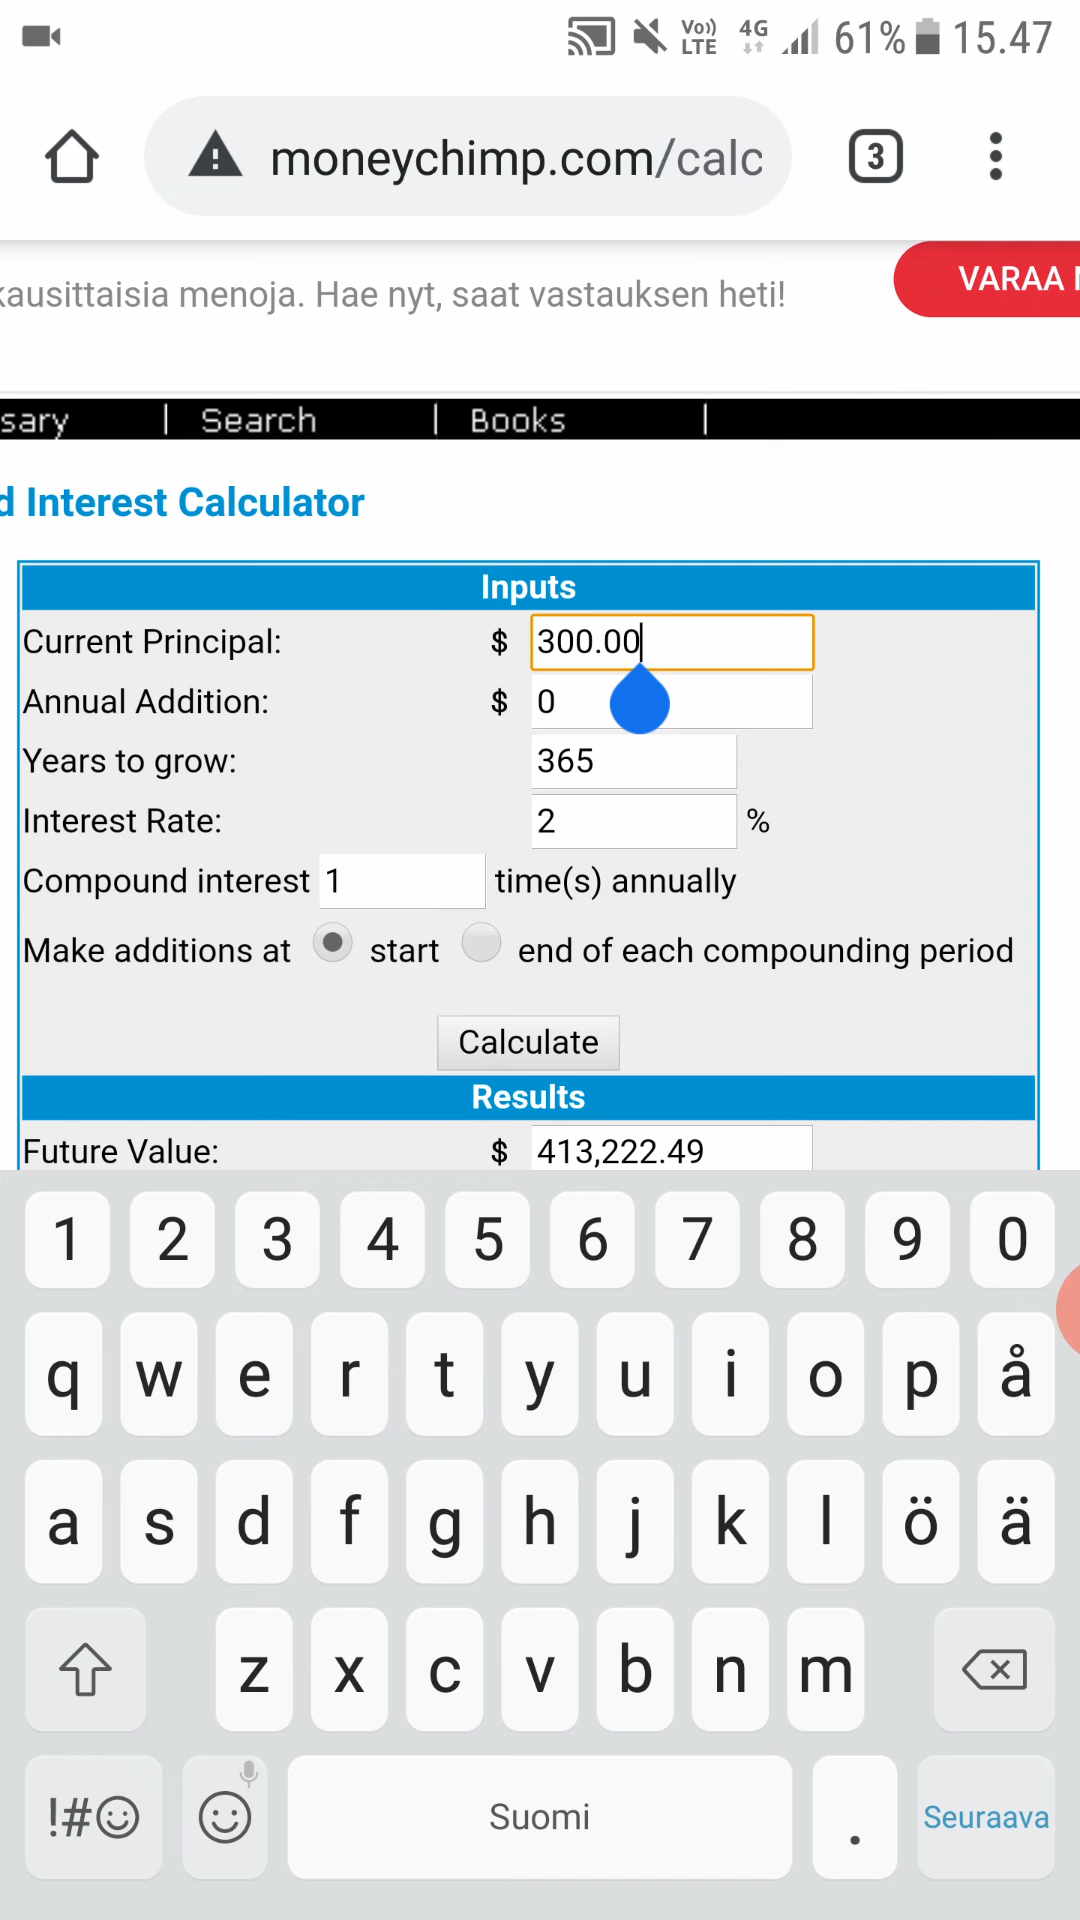 Vo)) LTE 4G 61% 15.47
moneychimp.com/calc 3
kausittaisia menoja. Hae nyt, saat vastauksen heti!
VARAA
sary | Search | Books |
d Interest Calculator
Inputs
Current Principal: $ 300.00
Annual Addition: $ 0
Years to grow: 365
Interest Rate: 2 %
Compound interest 1 time(s) annually
Make additions at start end of each compounding period
Calculate
Results
Future Value: $ 413,222.49
1 2 3 4 5 6 7 8 9 0
q w e r t y u i o p å
a s d f g h j k l ö ä
z x c v b n m
!#☺ Suomi . Seuraava